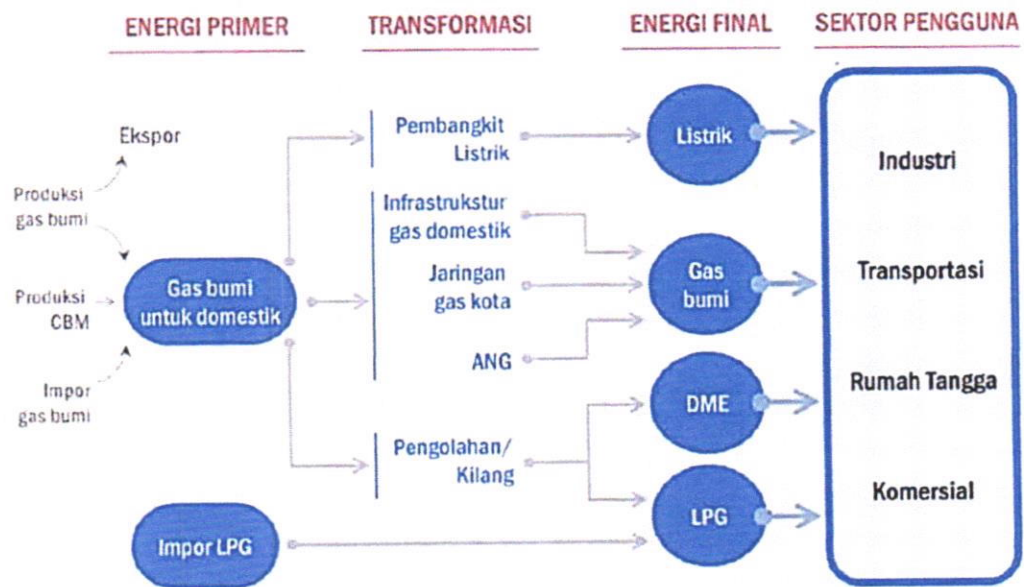 ENERGI PRIMER
TRANSFORMASI
ENERGI FINAL
SEKTOR PENGGUNA
Ekspor
Produksi
gas bumi
Produksi
CBM
Impor
gas bumi
Gas bumi
untuk domestik
Impor LPG
Pembangkit
Listrik
Infrastrukstur
gas domestik
Jaringan
gas kota
ANG
Pengolahan/
Kilang
Listrik
Gas
bumi
DME
LPG
Industri
Transportasi
Rumah Tangga
Komersial